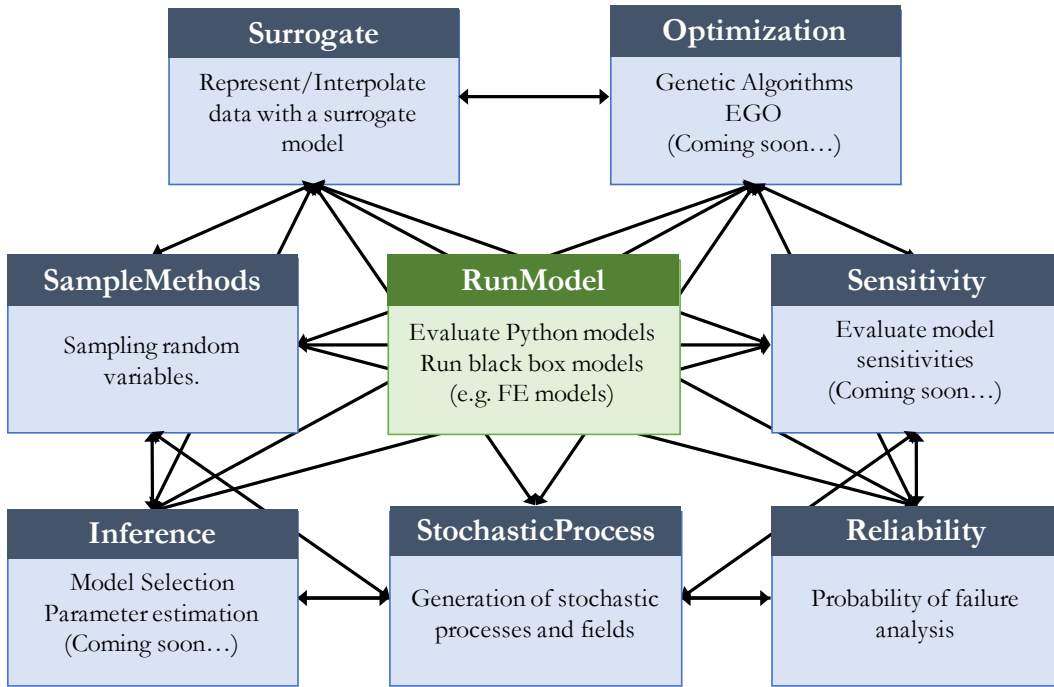 Surrogate
Represent/Interpolate
data with a surrogate
model
Optimization
Genetic Algorithms
EGO
(Coming soon…)
SampleMethods
Sampling random
variables.
RunModel
Evaluate Python models
Run black box models
(e.g. FE models)
Sensitivity
Evaluate model
sensitivities
(Coming soon…)
Inference
Model Selection
Parameter estimation
(Coming soon…)
StochasticProcess
Generation of stochastic
processes and fields
Reliability
Probability of failure
analysis